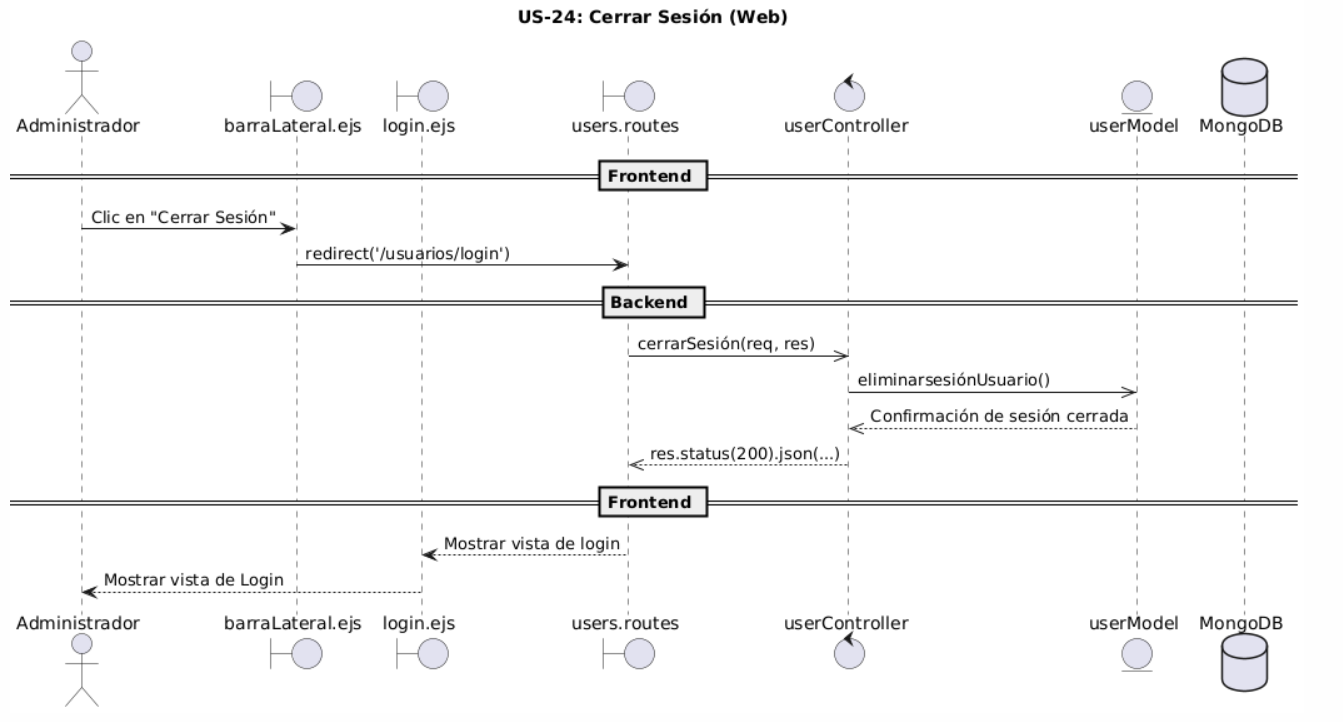 US-24: Cerrar Sesión (Web)
Administrador
barraLateral.ejs
login.ejs
users.routes
userController
userModel
MongoDB
Frontend
Clic en "Cerrar Sesión"
redirect('/usuarios/login')
Backend
cerrarSesión(req, res)
eliminarsesiónUsuario()
Confirmación de sesión cerrada
res.status(200).json(...)
Frontend
Mostrar vista de login
Mostrar vista de Login
Administrador
barraLateral.ejs
login.ejs
users.routes
userController
userModel
MongoDB